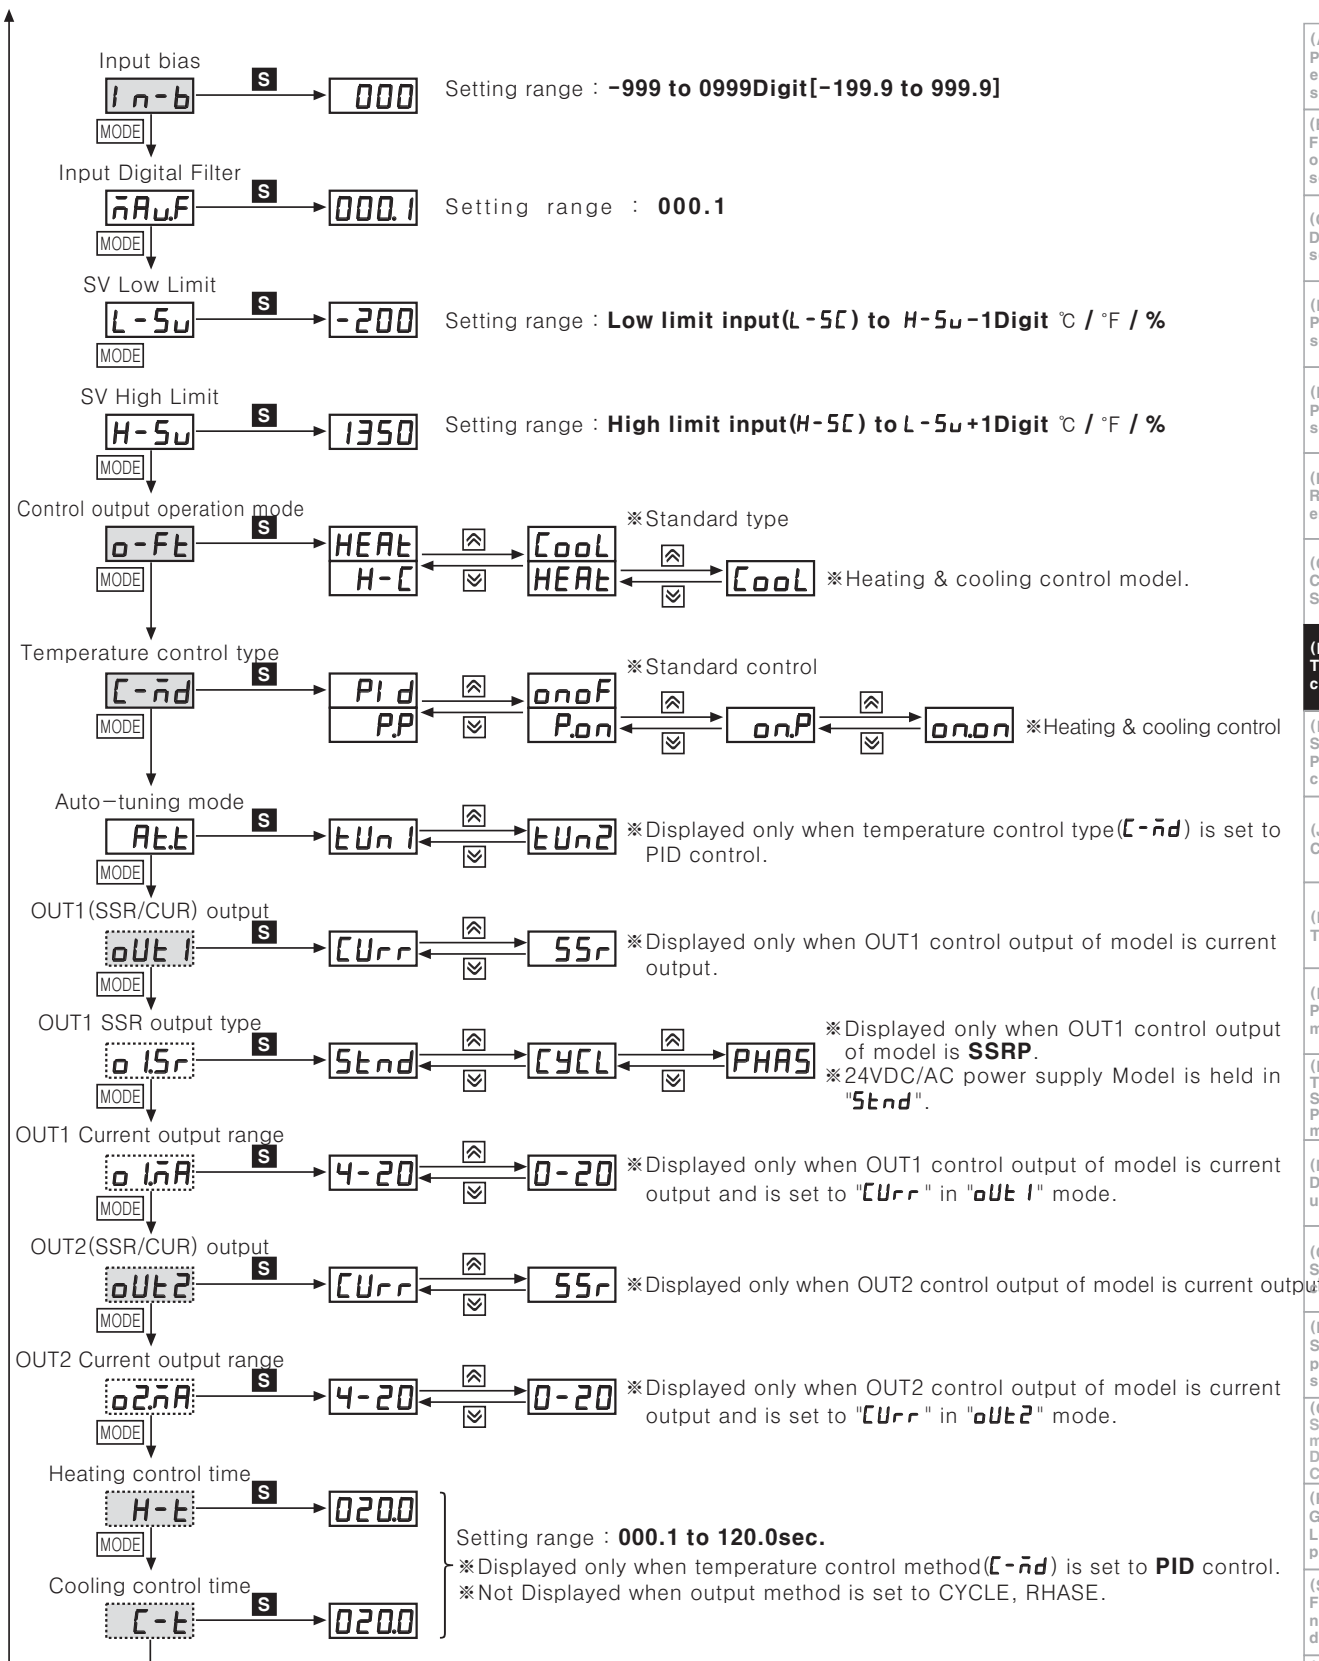 Input bias
S
In-b
000
Setting range : -999 to 0999Digit[-199.9 to 999.9]
MODE
Input Digital Filter
S
mAv.F
000.1
Setting range : 000.1
MODE
SV Low Limit
S
L-Sv
-200
Setting range : Low limit input(L-SC) to H-Sv-1Digit ℃ / ℉ / %
MODE
SV High Limit
S
H-Sv
1350
Setting range : High limit input(H-SC) to L-Sv+1Digit ℃ / ℉ / %
MODE
Control output operation mode
S
o-Ft
HEAt
CooL
※Standard type
H-C
HEAt
CooL
※Heating & cooling control model.
MODE
Temperature control type
S
C-md
PId
onoF
※Standard control
P.P
P.on
on.P
on.on
※Heating & cooling control
MODE
Auto-tuning mode
S
At.t
tUn1
tUn2
※Displayed only when temperature control type(C-md) is set to
PID control.
MODE
OUT1(SSR/CUR) output
S
oUt1
CUrr
SSr
※Displayed only when OUT1 control output of model is current
output.
MODE
OUT1 SSR output type
S
o1.Sr
Stnd
CYCL
PHAS
※Displayed only when OUT1 control output
of model is SSRP.
※24VDC/AC power supply Model is held in
"Stnd".
MODE
OUT1 Current output range
S
o1.mA
4-20
0-20
※Displayed only when OUT1 control output of model is current
output and is set to "CUrr" in "oUt1" mode.
MODE
OUT2(SSR/CUR) output
S
oUt2
CUrr
SSr
※Displayed only when OUT2 control output of model is current output
MODE
OUT2 Current output range
S
o2.mA
4-20
0-20
※Displayed only when OUT2 control output of model is current
output and is set to "CUrr" in "oUt2" mode.
MODE
Heating control time
S
H-t
020.0
MODE
Cooling control time
S
C-t
020.0
Setting range : 000.1 to 120.0sec.
※Displayed only when temperature control method(C-md) is set to PID control.
※Not Displayed when output method is set to CYCLE, RHASE.